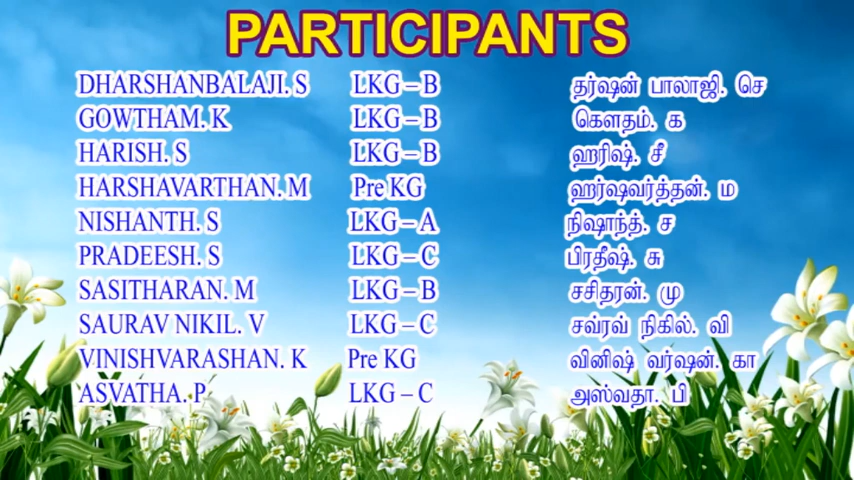 PARTICIPANTS
DHARSHANBALAJI. S LKG – B தர்ஷன் பாலாஜி. செ
GOWTHAM. K LKG – B கௌதம். க
HARISH. S LKG – B ஹரிஷ். சீ
HARSHAVARTHAN. M Pre KG ஹர்ஷவர்த்தன். ம
NISHANTH. S LKG – A நிஷாந்த். ச
PRADEESH. S LKG – C பிரதீஷ். சு
SASITHARAN. M LKG – B சசிதரன். மு
SAURAV NIKIL. V LKG – C சவ்ரவ் நிகில். வி
VINISHVARASHAN. K Pre KG வினிஷ் வர்ஷன். கா
ASVATHA. P LKG – C அஸ்வதா. பி